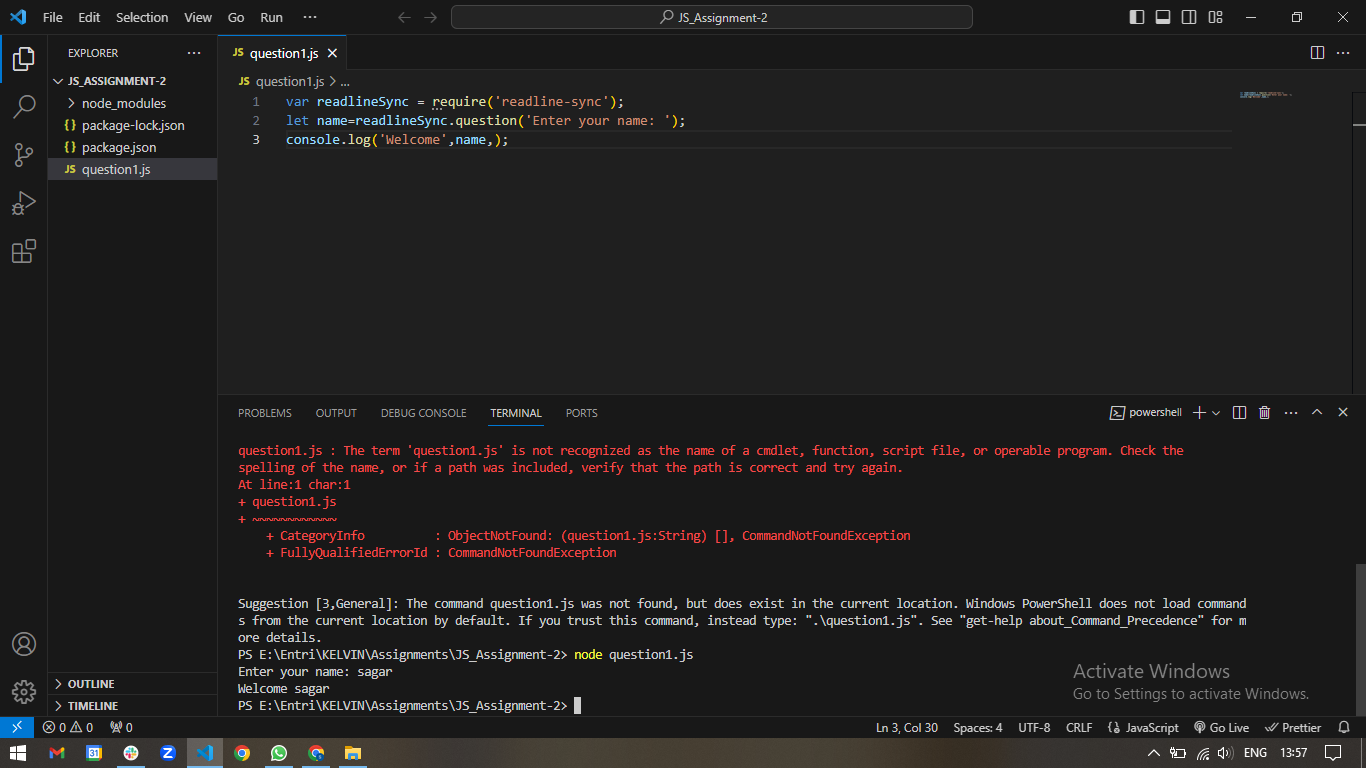 File Edit Selection View Go Run ···
JS_Assignment-2
EXPLORER ···
JS_ASSIGNMENT-2
node_modules
{} package-lock.json
{} package.json
JS question1.js
OUTLINE
TIMELINE
JS question1.js
JS question1.js > ...
1 var readlineSync = require('readline-sync');
2 let name=readlineSync.question('Enter your name: ');
3 console.log('Welcome',name,);
PROBLEMS OUTPUT DEBUG CONSOLE TERMINAL PORTS
powershell
question1.js : The term 'question1.js' is not recognized as the name of a cmdlet, function, script file, or operable program. Check the
spelling of the name, or if a path was included, verify that the path is correct and try again.
At line:1 char:1
+ question1.js
+ ~~~~~~~~~~~~
+ CategoryInfo : ObjectNotFound: (question1.js:String) [], CommandNotFoundException
+ FullyQualifiedErrorId : CommandNotFoundException
Suggestion [3,General]: The command question1.js was not found, but does exist in the current location. Windows PowerShell does not load command
s from the current location by default. If you trust this command, instead type: ".\question1.js". See "get-help about_Command_Precedence" for m
ore details.
PS E:\Entri\KELVIN\Assignments\JS_Assignment-2> node question1.js
Enter your name: sagar
Welcome sagar
PS E:\Entri\KELVIN\Assignments\JS_Assignment-2>
Activate Windows
Go to Settings to activate Windows.
0 0 0
Ln 3, Col 30 Spaces: 4 UTF-8 CRLF {} JavaScript Go Live Prettier
31
Z
ENG 13:57